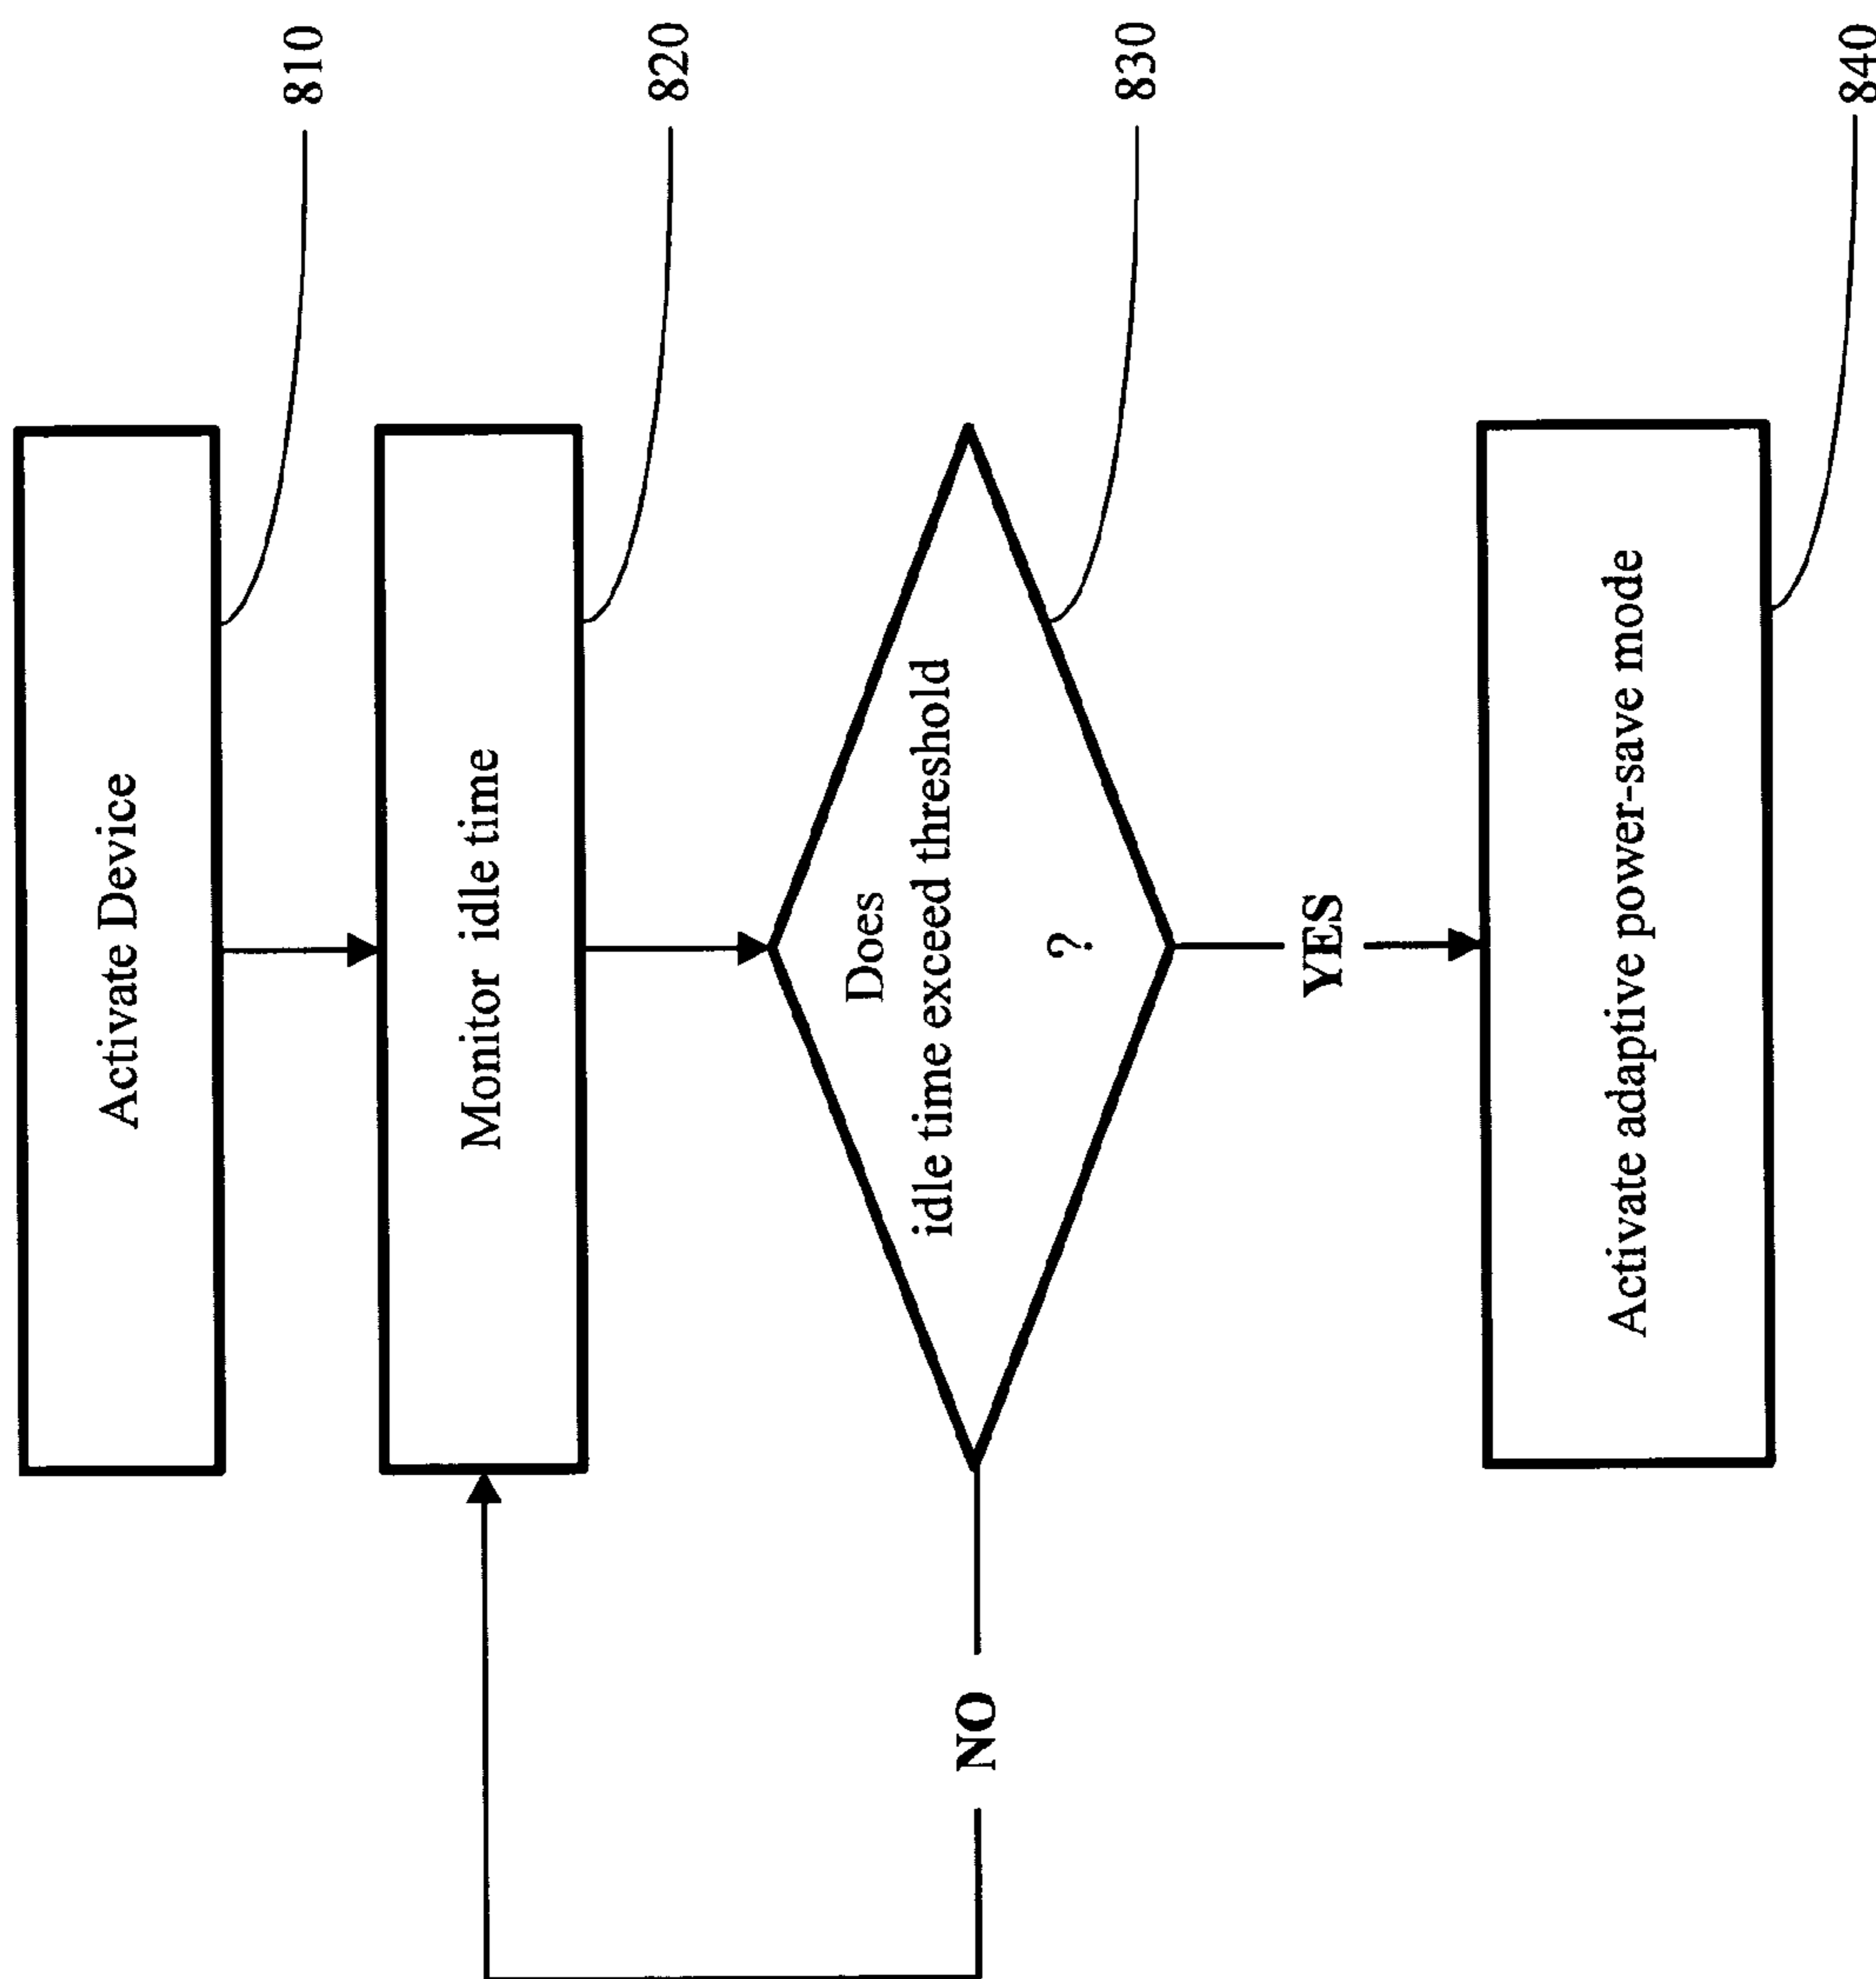 Activate Device
810
Monitor idle time
820
Does
idle time exceed threshold
?
830
NO
YES
Activate adaptive power-save mode
840